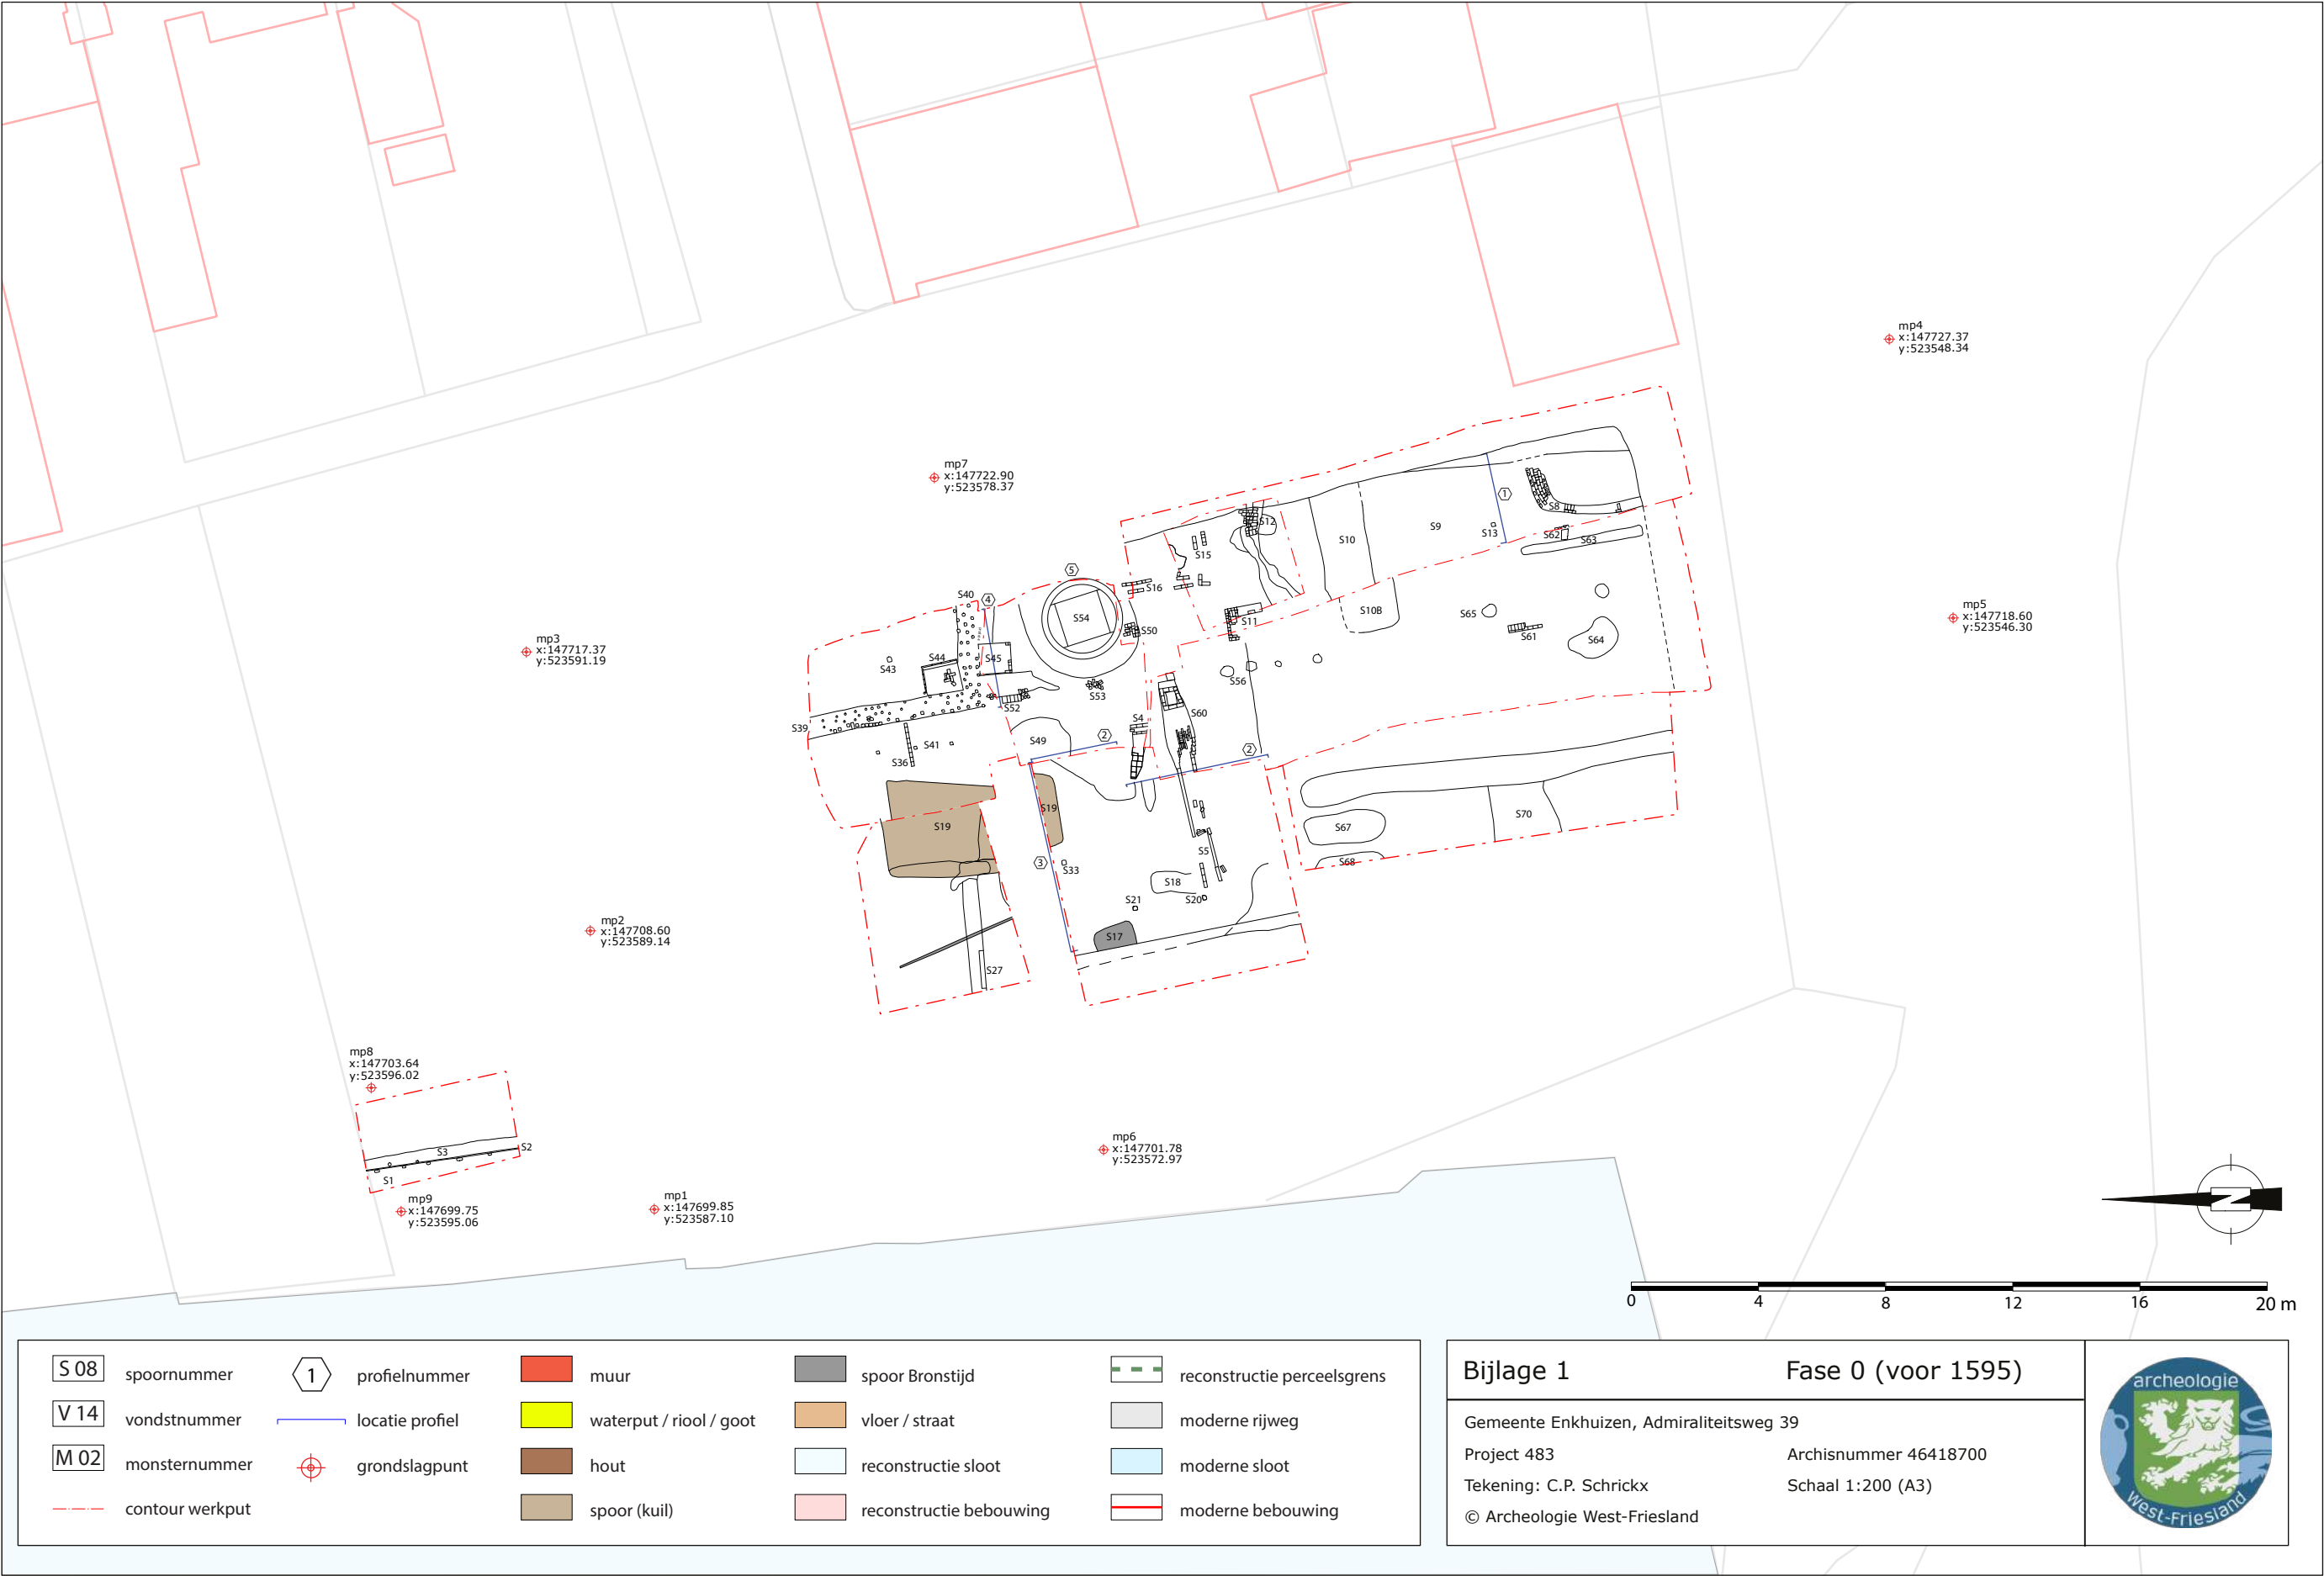 mp4
x:147727.37
y:523548.34
mp7
x:147722.90
y:523578.37
mp5
x:147718.60
y:523546.30
mp3
x:147717.37
y:523591.19
mp2
x:147708.60
y:523589.14
mp8
x:147703.64
y:523596.02
mp6
x:147701.78
y:523572.97
mp9
x:147699.75
y:523595.06
mp1
x:147699.85
y:523587.10
1
S8
S12
S9
S13
S10
S62
S63
S15
5
S16
S40
4
S54
S10B
S65
S11
S50
S61
S64
S43
S44
S45
S56
S53
S52
S60
S4
S39
S49
2
2
S41
S36
S19
S19
S70
S67
S5
S68
3
S33
S18
S21
S20
S17
S27
S3
S2
S1
Z
0
4
8
12
16
20 m
S 08
spoornummer
V 14
vondstnummer
M 02
monsternummer
contour werkput
1
profielnummer
locatie profiel
grondslagpunt
muur
waterput / riool / goot
hout
spoor (kuil)
spoor Bronstijd
vloer / straat
reconstructie sloot
reconstructie bebouwing
reconstructie perceelsgrens
moderne rijweg
moderne sloot
moderne bebouwing
Bijlage 1
Fase 0 (voor 1595)
Gemeente Enkhuizen, Admiraliteitsweg 39
Project 483
Archisnummer 46418700
Tekening: C.P. Schrickx
Schaal 1:200 (A3)
© Archeologie West-Friesland
archeologie
West-Friesland